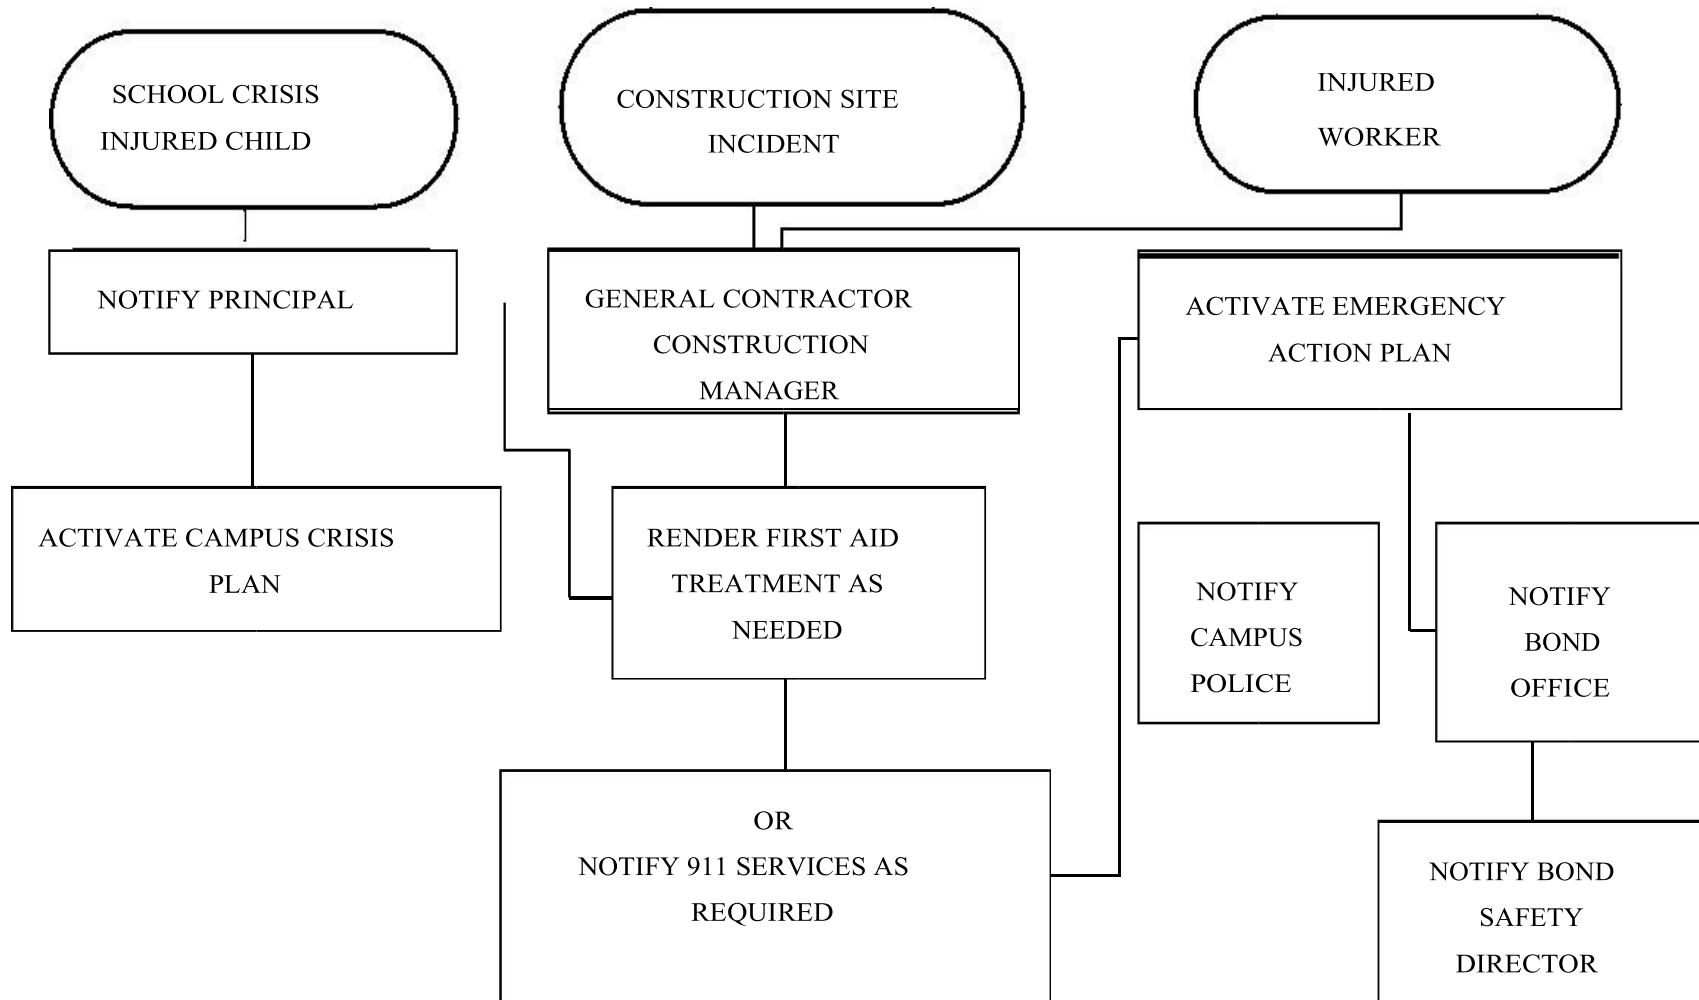 SCHOOL CRISIS
INJURED CHILD
CONSTRUCTION SITE
INCIDENT
INJURED
WORKER
NOTIFY PRINCIPAL
GENERAL CONTRACTOR
CONSTRUCTION
MANAGER
ACTIVATE EMERGENCY
ACTION PLAN
ACTIVATE CAMPUS CRISIS
PLAN
RENDER FIRST AID
TREATMENT AS
NEEDED
NOTIFY
CAMPUS
POLICE
NOTIFY
BOND
OFFICE
OR
NOTIFY 911 SERVICES AS
REQUIRED
NOTIFY BOND
SAFETY
DIRECTOR